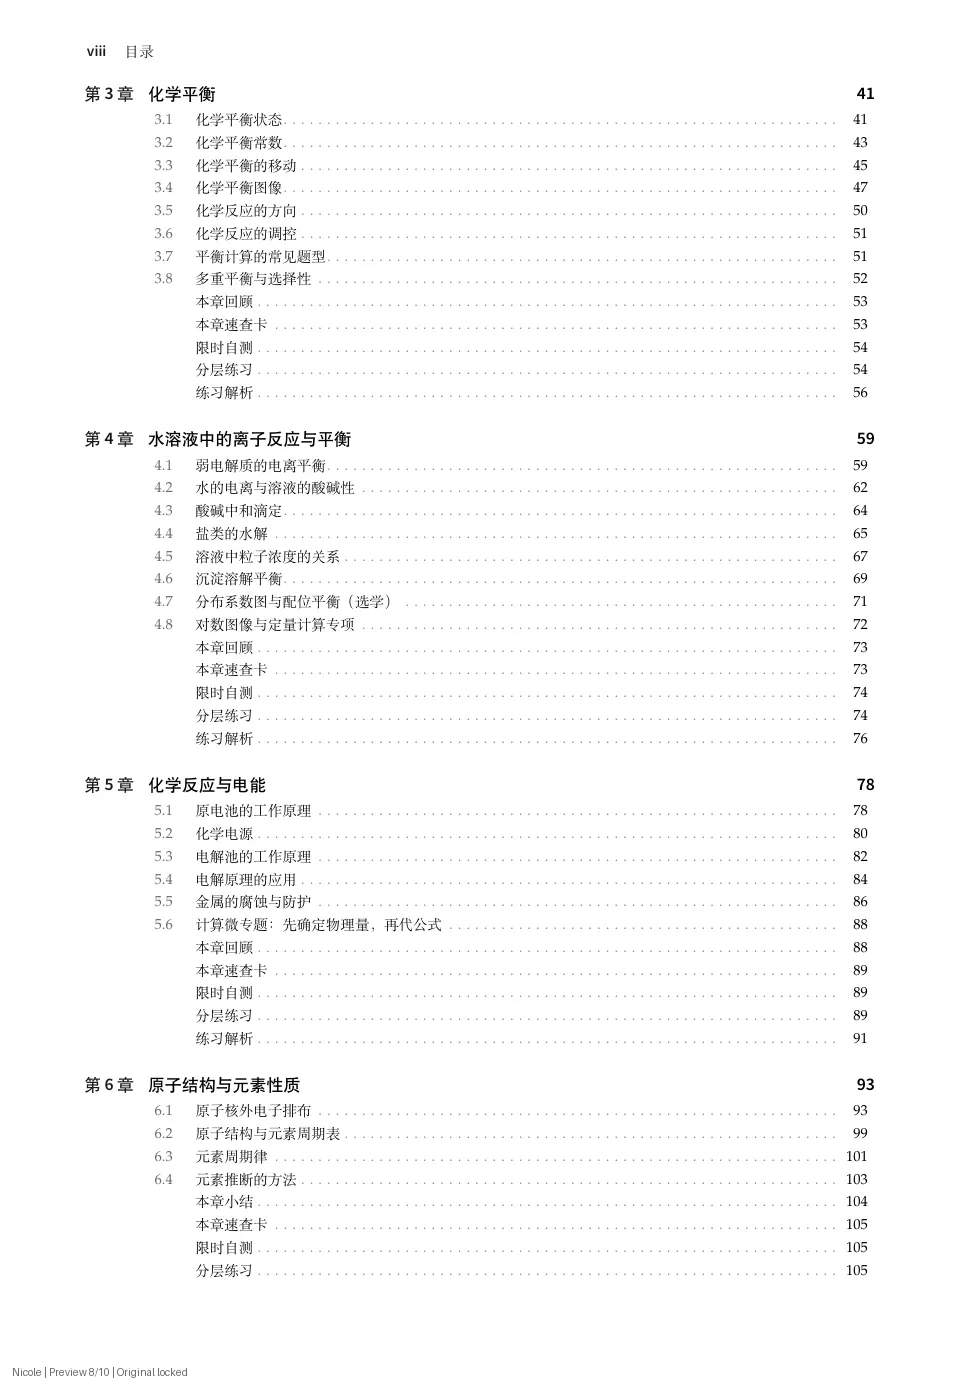 viii 目录
第 3 章 化学平衡 41
3.1 化学平衡状态 41
3.2 化学平衡常数 43
3.3 化学平衡的移动 45
3.4 化学平衡图像 47
3.5 化学反应的方向 50
3.6 化学反应的调控 51
3.7 平衡计算的常见题型 51
3.8 多重平衡与选择性 52
本章回顾 53
本章速查卡 53
限时自测 54
分层练习 54
练习解析 56
第 4 章 水溶液中的离子反应与平衡 59
4.1 弱电解质的电离平衡 59
4.2 水的电离与溶液的酸碱性 62
4.3 酸碱中和滴定 64
4.4 盐类的水解 65
4.5 溶液中粒子浓度的关系 67
4.6 沉淀溶解平衡 69
4.7 分布系数图与配位平衡（选学） 71
4.8 对数图像与定量计算专项 72
本章回顾 73
本章速查卡 73
限时自测 74
分层练习 74
练习解析 76
第 5 章 化学反应与电能 78
5.1 原电池的工作原理 78
5.2 化学电源 80
5.3 电解池的工作原理 82
5.4 电解原理的应用 84
5.5 金属的腐蚀与防护 86
5.6 计算微专题：先确定物理量，再代公式 88
本章回顾 88
本章速查卡 89
限时自测 89
分层练习 89
练习解析 91
第 6 章 原子结构与元素性质 93
6.1 原子核外电子排布 93
6.2 原子结构与元素周期表 99
6.3 元素周期律 101
6.4 元素推断的方法 103
本章小结 104
本章速查卡 105
限时自测 105
分层练习 105
Nicole | Preview 8/10 | Original locked